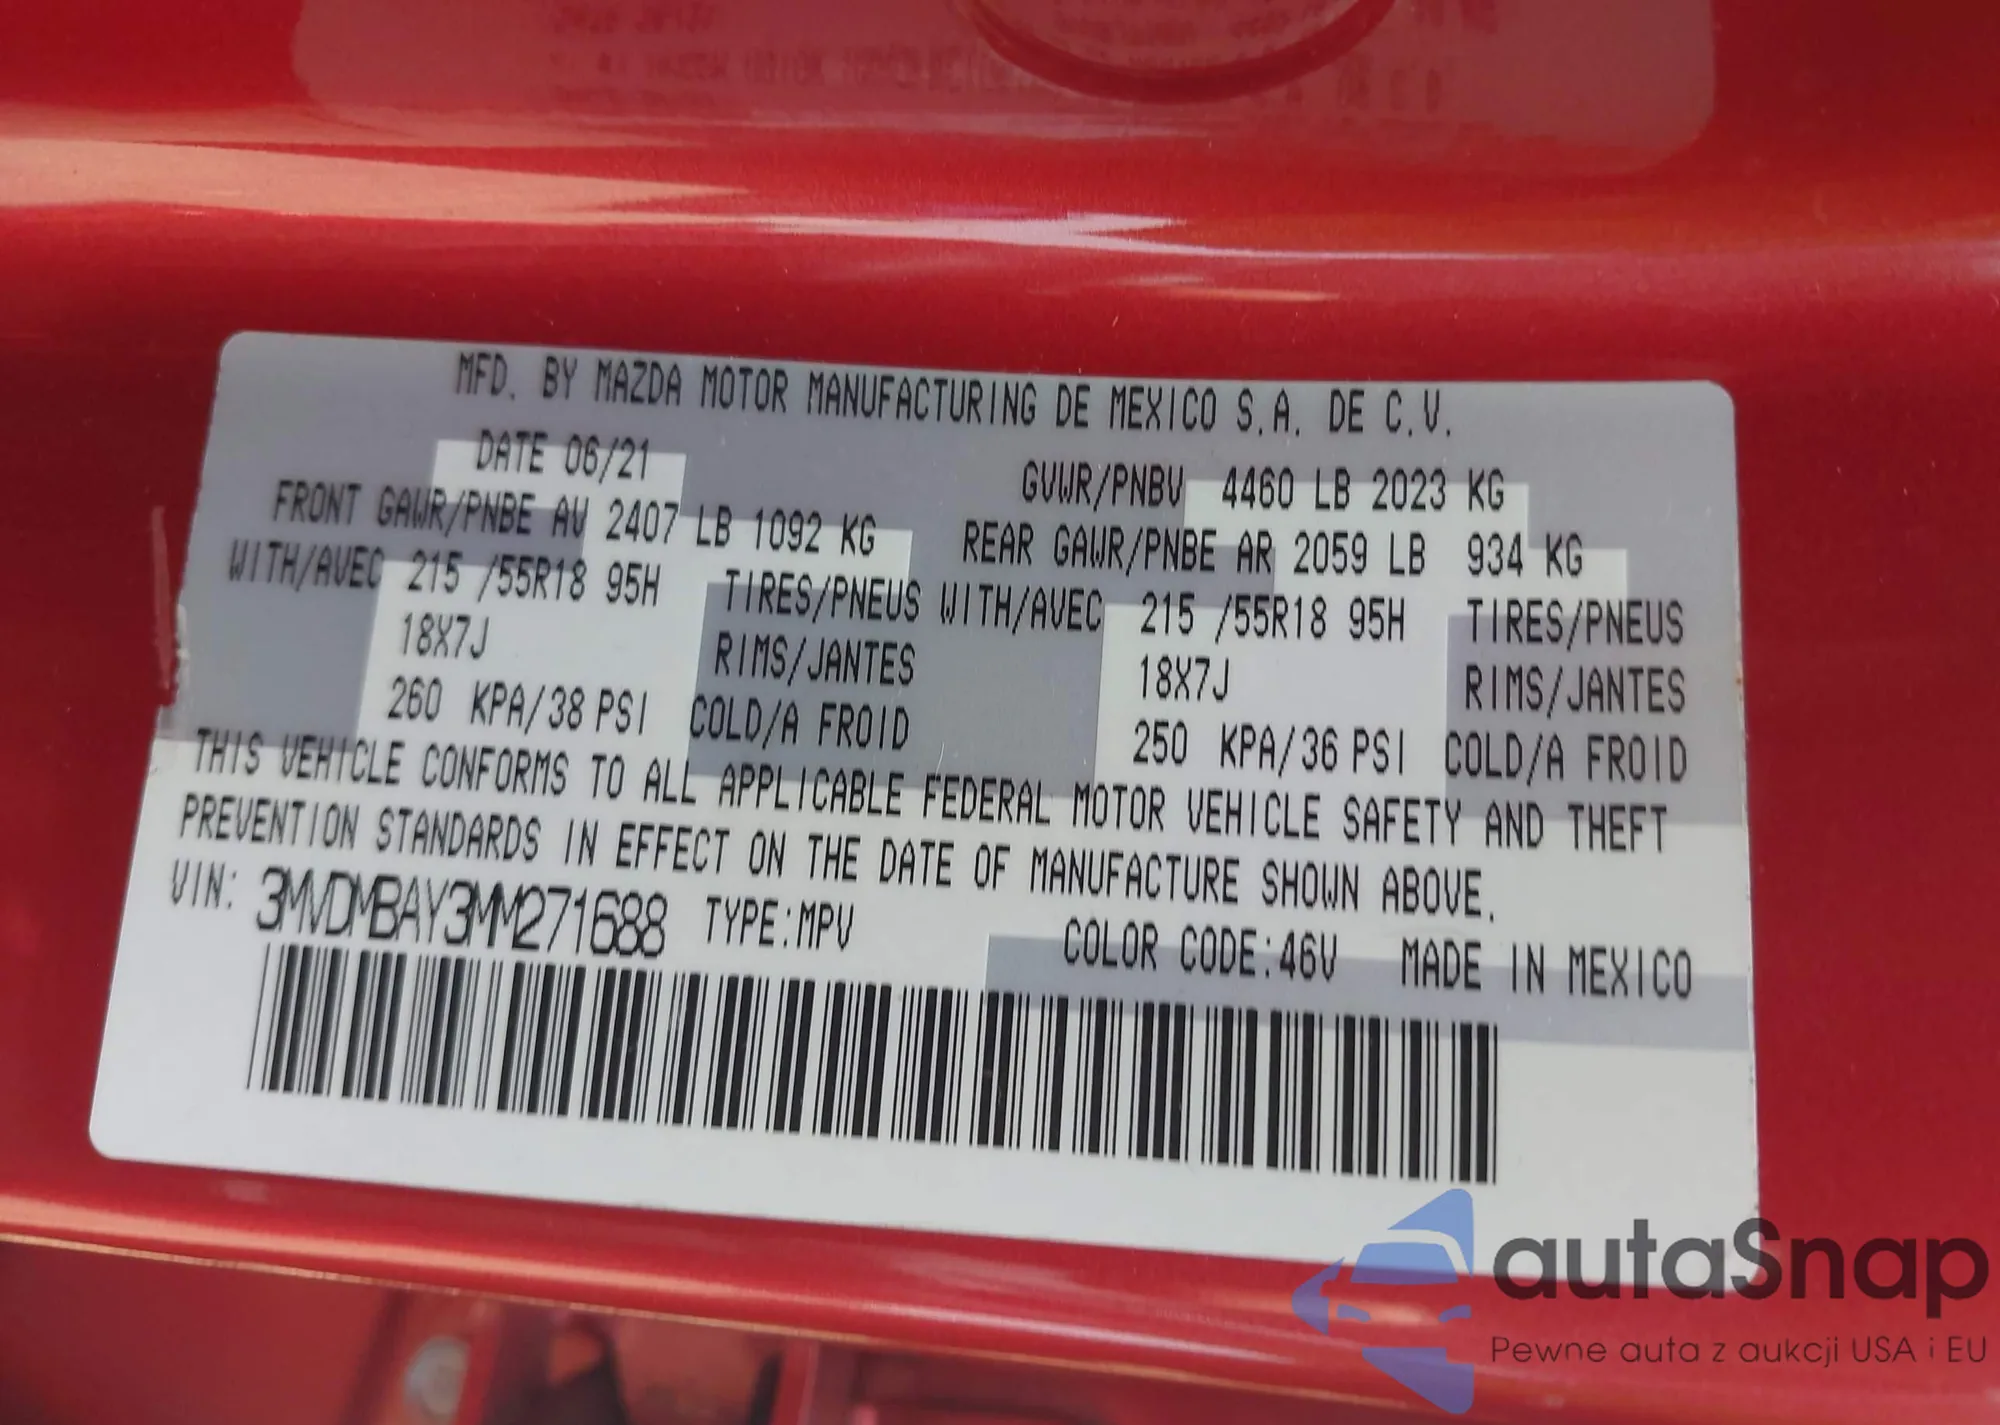 MFD. BY MAZDA MOTOR MANUFACTURING DE MEXICO S.A. DE C.V.
DATE 06/21 GVWR/PNBV 4460 LB 2023 KG
FRONT GAWR/PNBE AV 2407 LB 1092 KG REAR GAWR/PNBE AR 2059 LB 934 KG
WITH/AVEC 215 /55R18 95H TIRES/PNEUS WITH/AVEC 215 /55R18 95H TIRES/PNEUS
18X7J RIMS/JANTES 18X7J RIMS/JANTES
260 KPA/38 PSI COLD/A FROID 250 KPA/36 PSI COLD/A FROID
THIS VEHICLE CONFORMS TO ALL APPLICABLE FEDERAL MOTOR VEHICLE SAFETY AND THEFT
PREVENTION STANDARDS IN EFFECT ON THE DATE OF MANUFACTURE SHOWN ABOVE.
VIN: 3MVDMBAY3MM271688 TYPE:MPV COLOR CODE:46V MADE IN MEXICO
autaSnap
Pewne auta z aukcji USA i EU